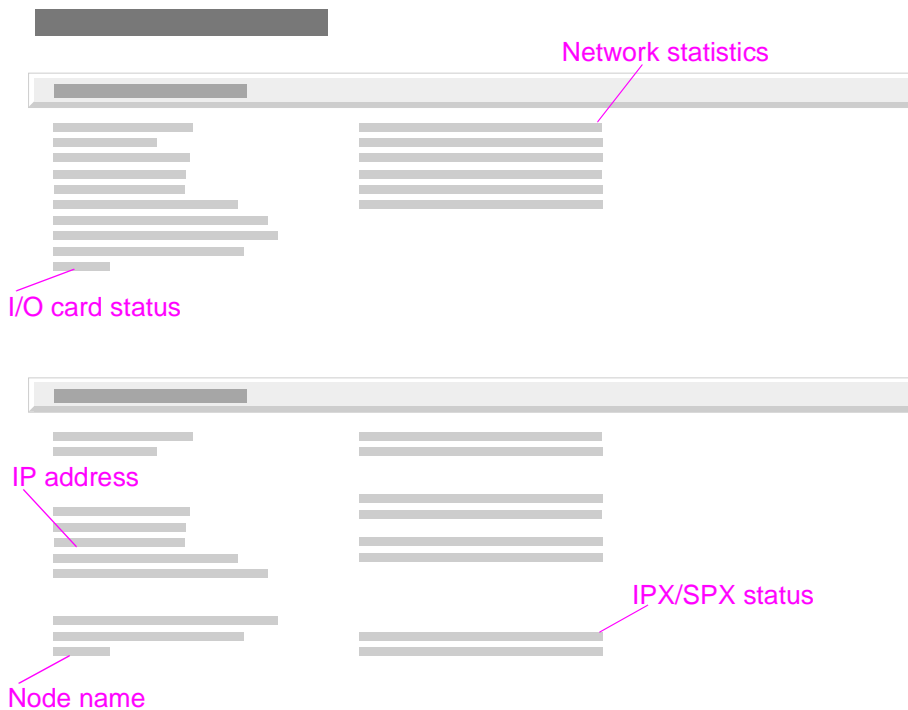 Network statistics
I/O card status
IP address
IPX/SPX status
Node name